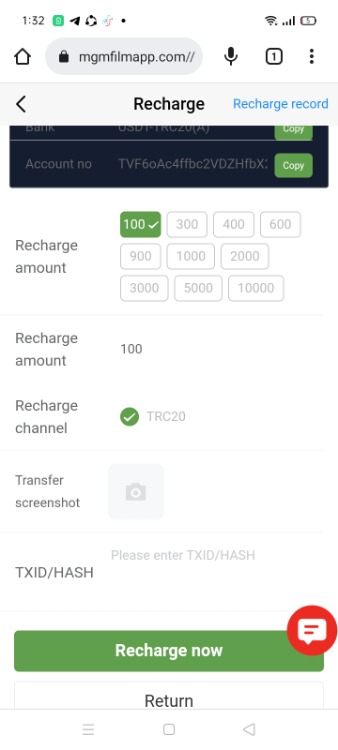 1:32
mgmfilmapp.com//
1
Recharge
Recharge record
Bank USDT-TRC20(A) Copy
Account no TVF6oAc4ffbc2VDZHfbX Copy
Recharge amount
100 300 400 600
900 1000 2000
3000 5000 10000
Recharge amount
100
Recharge channel
TRC20
Transfer screenshot
Please enter TXID/HASH
TXID/HASH
Recharge now
Return